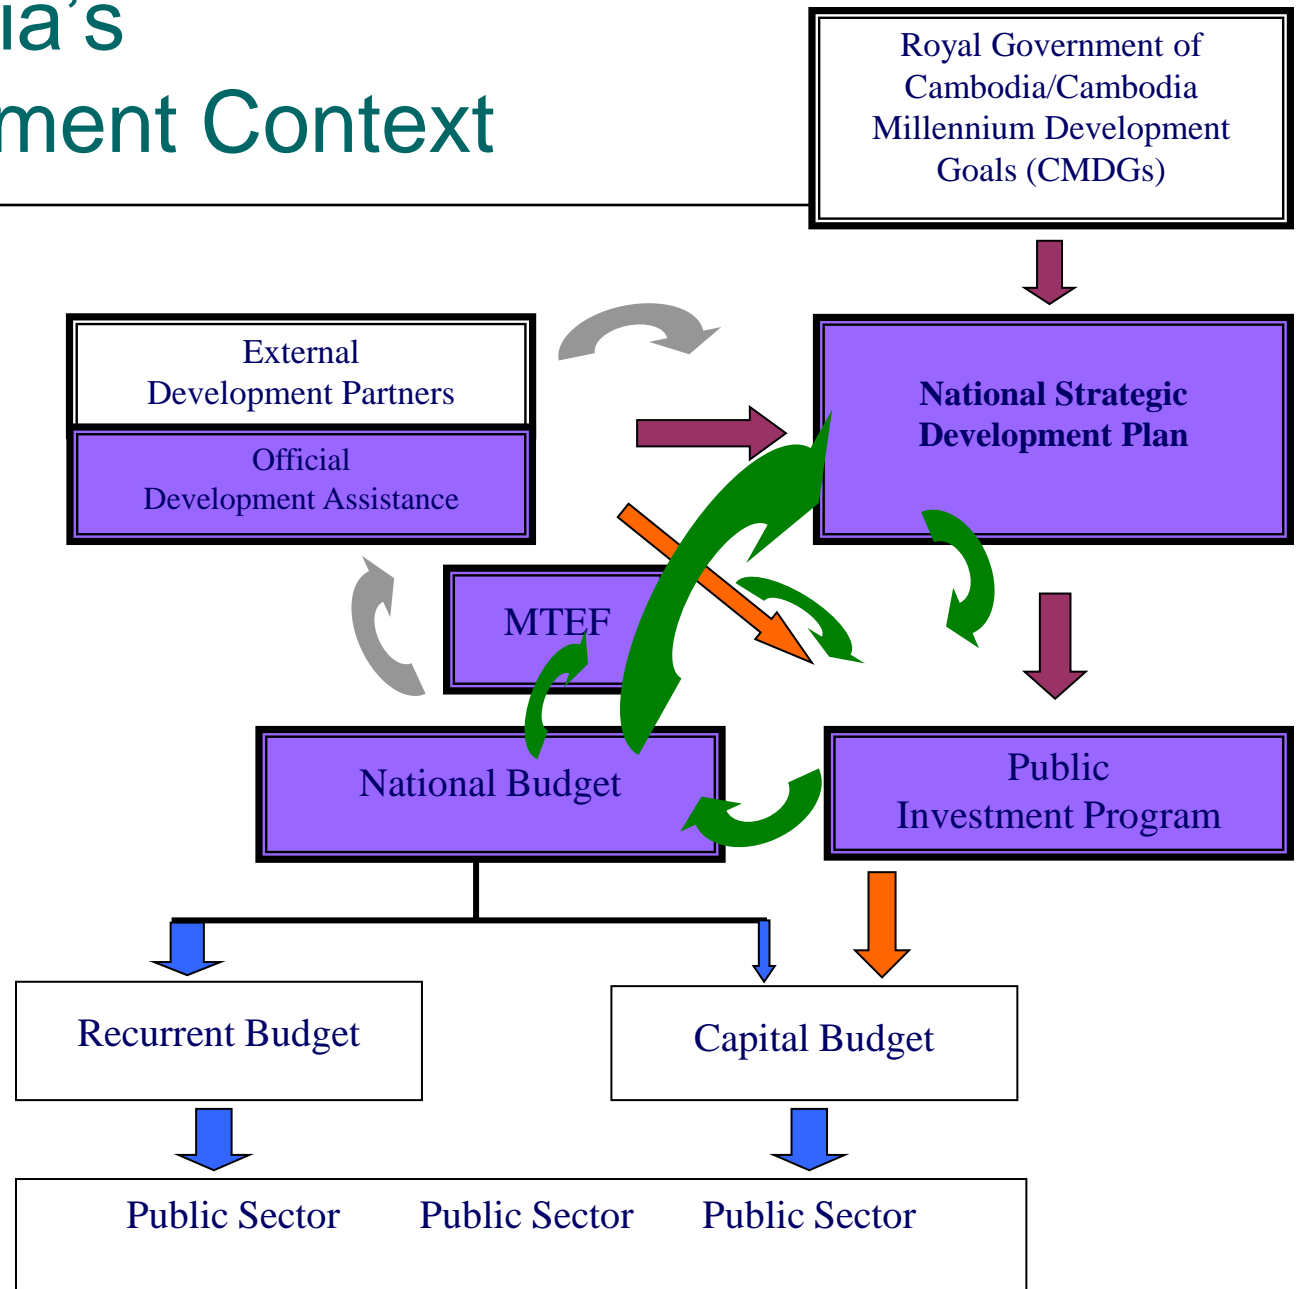 ia's
ment Context
Royal Government of
Cambodia/Cambodia
Millennium Development
Goals (CMDGs)
External
Development Partners
Official
Development Assistance
National Strategic
Development Plan
MTEF
National Budget
Public
Investment Program
Recurrent Budget
Capital Budget
Public Sector Public Sector Public Sector